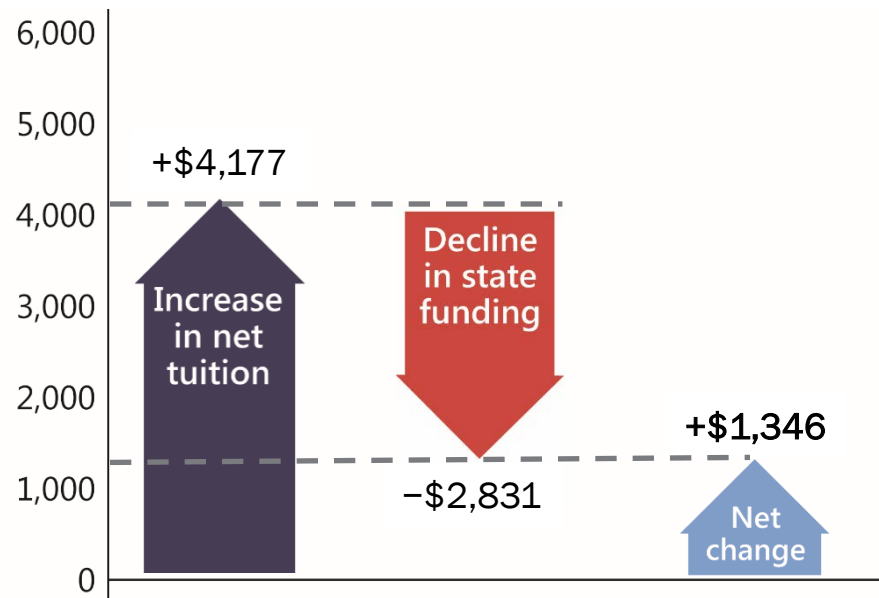 6,000
5,000
+$4,177
4,000
Decline
in state
funding
3,000
Increase
in net
tuition
2,000
+$1,346
1,000
−$2,831
Net
change
0